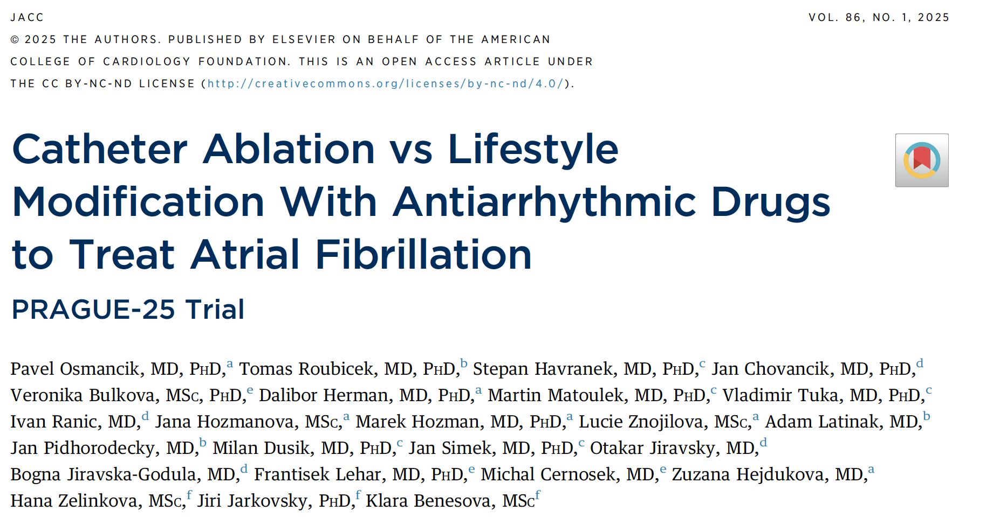 JACC
VOL. 86, NO. 1, 2025
© 2025 THE AUTHORS. PUBLISHED BY ELSEVIER ON BEHALF OF THE AMERICAN
COLLEGE OF CARDIOLOGY FOUNDATION. THIS IS AN OPEN ACCESS ARTICLE UNDER
THE CC BY-NC-ND LICENSE (http://creativecommons.org/licenses/by-nc-nd/4.0/).
Catheter Ablation vs Lifestyle
Modification With Antiarrhythmic Drugs
to Treat Atrial Fibrillation
PRAGUE-25 Trial
Pavel Osmancik, MD, PHD,a Tomas Roubicek, MD, PHD,b Stepan Havranek, MD, PHD,c Jan Chovancik, MD, PHD,d
Veronika Bulkova, MSC, PHD,e Dalibor Herman, MD, PHD,a Martin Matoulek, MD, PHD,c Vladimir Tuka, MD, PHD,c
Ivan Ranic, MD,d Jana Hozmanova, MSC,a Marek Hozman, MD, PHD,a Lucie Znojilova, MSC,a Adam Latinak, MD,b
Jan Pidhorodecky, MD,b Milan Dusik, MD, PHD,c Jan Simek, MD, PHD,c Otakar Jiravsky, MD,d
Bogna Jiravska-Godula, MD,d Frantisek Lehar, MD, PHD,e Michal Cernosek, MD,e Zuzana Hejdukova, MD,a
Hana Zelinkova, MSC,f Jiri Jarkovsky, PHD,f Klara Benesova, MSCf